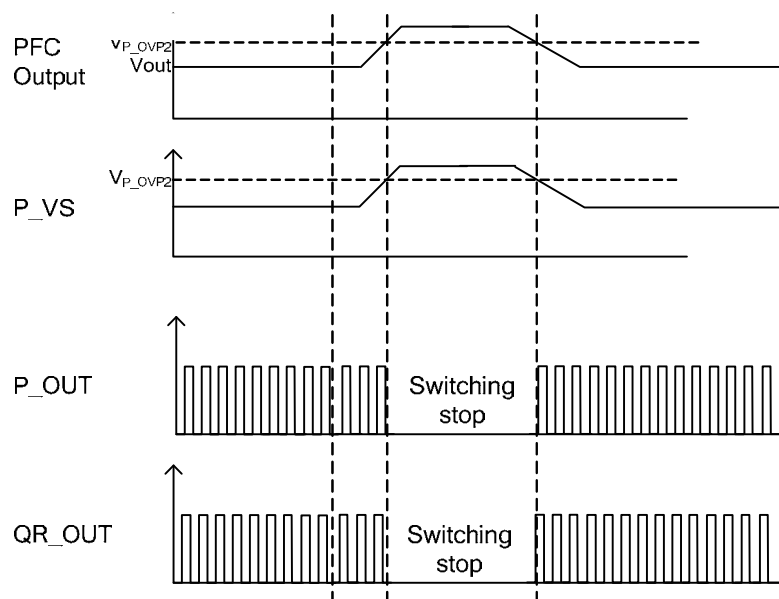 PFC
Output
VP_OVP2
Vout
VP_OVP2
P_VS
P_OUT
Switching
stop
QR_OUT
Switching
stop